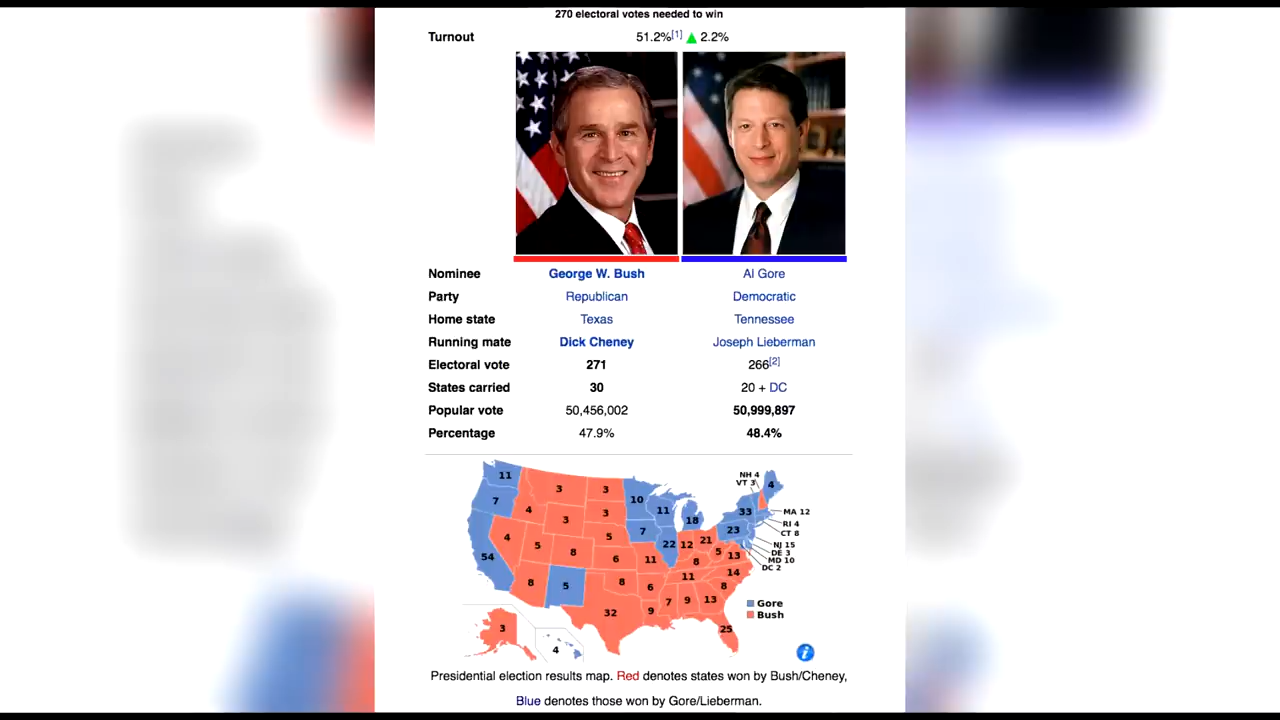 270 electoral votes needed to win
Turnout 51.2%[1] ▲ 2.2%
Nominee George W. Bush Al Gore
Party Republican Democratic
Home state Texas Tennessee
Running mate Dick Cheney Joseph Lieberman
Electoral vote 271 266[2]
States carried 30 20 + DC
Popular vote 50,456,002 50,999,897
Percentage 47.9% 48.4%
NH 4
VT 3
11 3 3 4
7 4 3 10 11 33 MA 12
3 18 RI 4
23 CT 8
4 5 5 7 NJ 15
54 8 22 12 21 DE 3
6 11 5 13 MD 10
8 DC 2
8 5 8 6 11 14
8
32 9 7 9 13 Gore
Bush
3 25
4
Presidential election results map. Red denotes states won by Bush/Cheney,
Blue denotes those won by Gore/Lieberman.